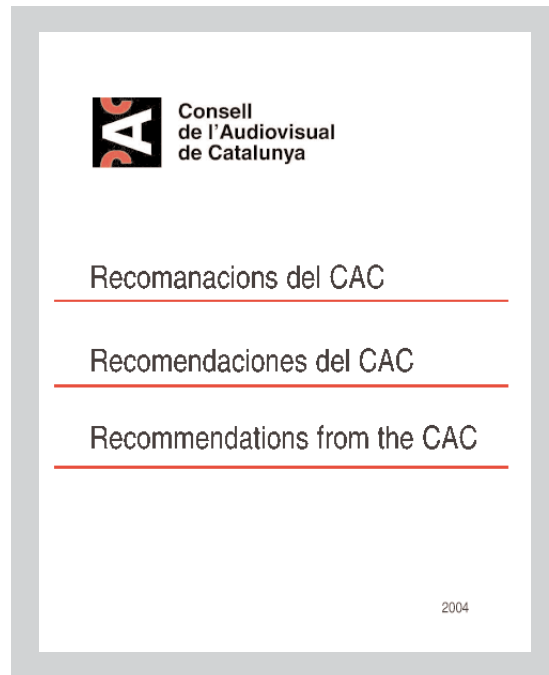 CAC
Consell
de l'Audiovisual
de Catalunya
Recomanacions del CAC
Recomendaciones del CAC
Recommendations from the CAC
2004